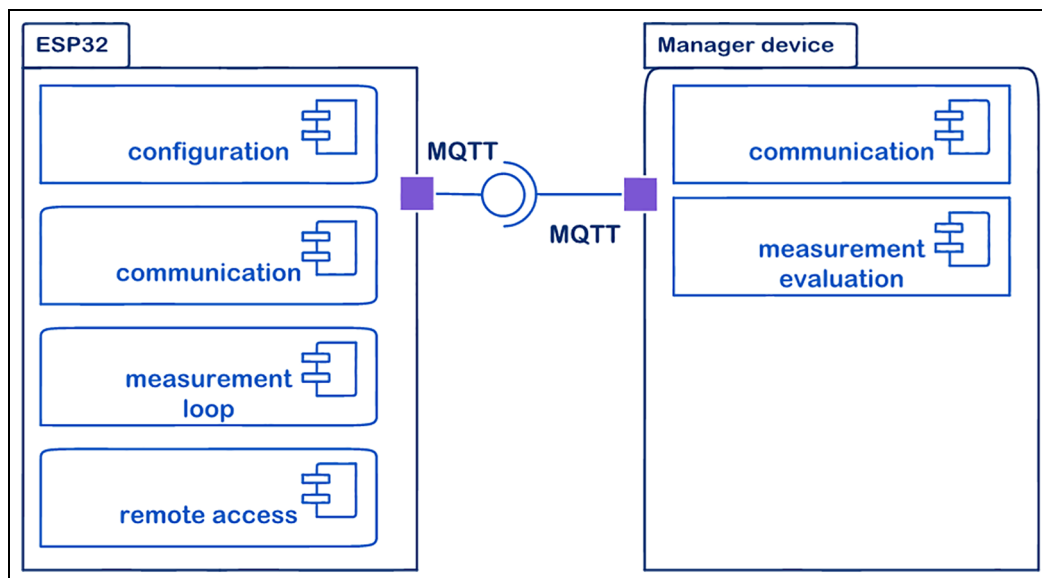 ESP32
configuration
communication
measurement
loop
remote access
MQTT
MQTT
Manager device
communication
measurement
evaluation